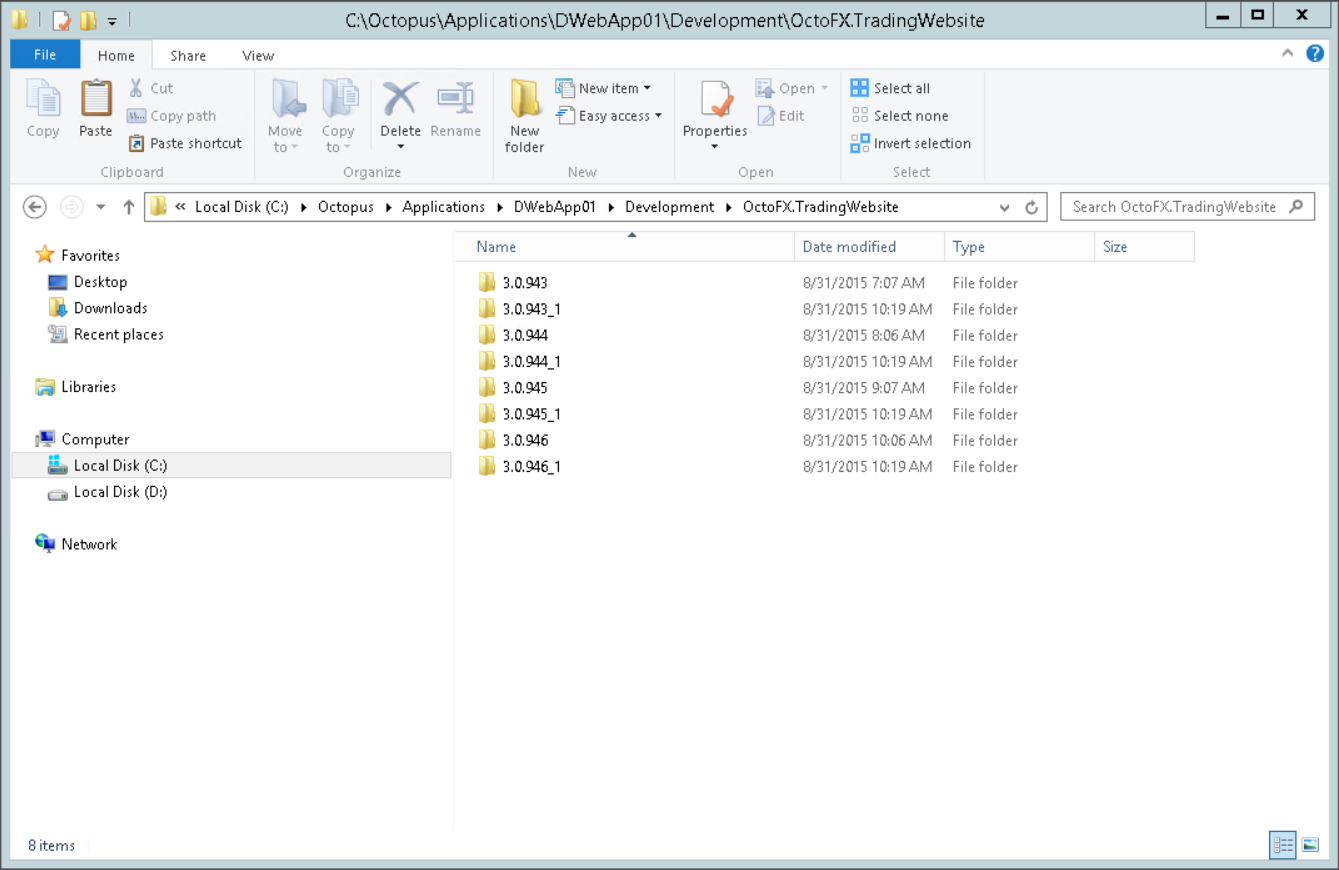 C:\Octopus\Applications\DWebApp01\Development\OctoFX.TradingWebsite
File Home Share View
Copy
Paste
Cut
Copy path
Paste shortcut
Clipboard
Move to
Copy to
Delete
Rename
Organize
New folder
New item
Easy access
New
Properties
Open
Edit
Open
Select all
Select none
Invert selection
Select
« Local Disk (C:) Octopus Applications DWebApp01 Development OctoFX.TradingWebsite
Search OctoFX.TradingWebsite
Favorites
Desktop
Downloads
Recent places
Libraries
Computer
Local Disk (C:)
Local Disk (D:)
Network
Name Date modified Type Size
3.0.943 8/31/2015 7:07 AM File folder
3.0.943_1 8/31/2015 10:19 AM File folder
3.0.944 8/31/2015 8:06 AM File folder
3.0.944_1 8/31/2015 10:19 AM File folder
3.0.945 8/31/2015 9:07 AM File folder
3.0.945_1 8/31/2015 10:19 AM File folder
3.0.946 8/31/2015 10:06 AM File folder
3.0.946_1 8/31/2015 10:19 AM File folder
8 items